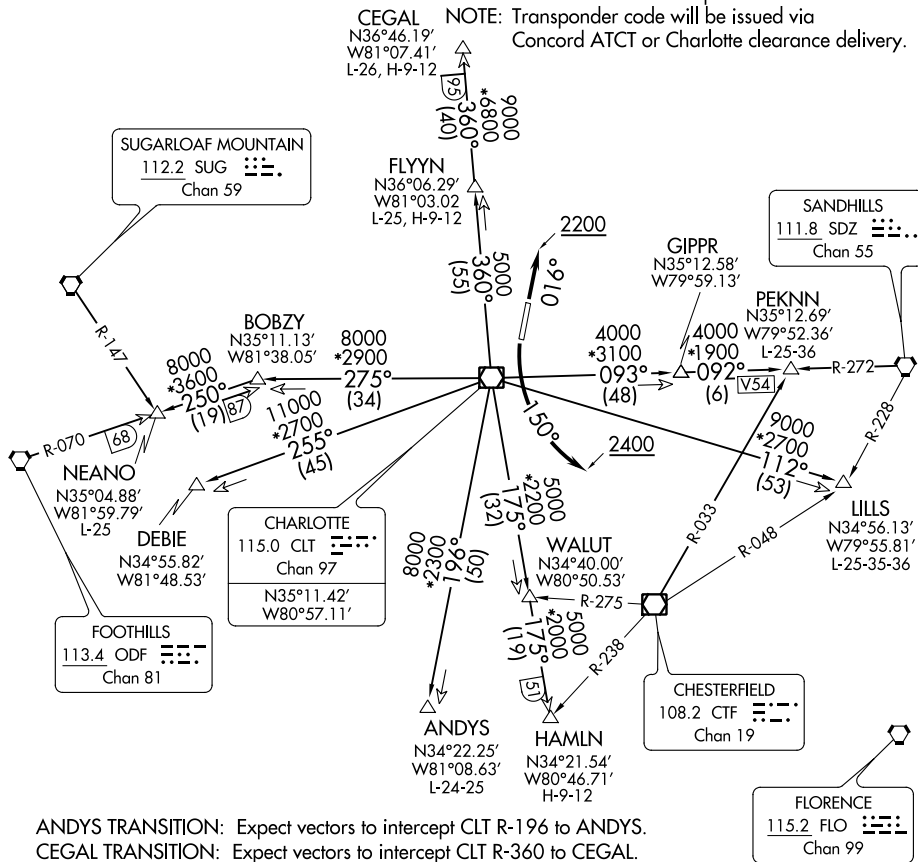 NOTE: Transponder code will be issued via
Concord ATCT or Charlotte clearance delivery.
CEGAL
N36°46.19'
W81°07.41'
L-26, H-9-12
95
9000
*6800
360°
(40)
SUGARLOAF MOUNTAIN
112.2 SUG
Chan 59
FLYYN
N36°06.29'
W81°03.02
L-25, H-9-12
5000
360°
(55)
2200
016°
GIPPR
N35°12.58'
W79°59.13'
SANDHILLS
111.8 SDZ
Chan 55
PEKNN
N35°12.69'
W79°52.36'
L-25-36
R-147
BOBZY
N35°11.13'
W81°38.05'
8000
*2900
275°
(34)
4000
*3100
093°
(48)
4000
*1900
092°
(6)
V54
R-272
R-228
8000
*3600
250°
(19)
87
R-070
68
NEANO
N35°04.88'
W81°59.79'
L-25
11000
*2700
255°
(45)
DEBIE
N34°55.82'
W81°48.53'
150°
2400
9000
*2700
112°
(53)
LILLS
N34°56.13'
W79°55.81'
L-25-35-36
CHARLOTTE
115.0 CLT
Chan 97
N35°11.42'
W80°57.11'
8000
*2300
196°
(50)
5000
*2200
175°
(32)
WALUT
N34°40.00'
W80°50.53'
R-033
R-048
R-275
R-238
5000
*2000
175°
(19)
51
FOOTHILLS
113.4 ODF
Chan 81
CHESTERFIELD
108.2 CTF
Chan 19
ANDYS
N34°22.25'
W81°08.63'
L-24-25
HAMLN
N34°21.54'
W80°46.71'
H-9-12
FLORENCE
115.2 FLO
Chan 99
ANDYS TRANSITION: Expect vectors to intercept CLT R-196 to ANDYS.
CEGAL TRANSITION: Expect vectors to intercept CLT R-360 to CEGAL.